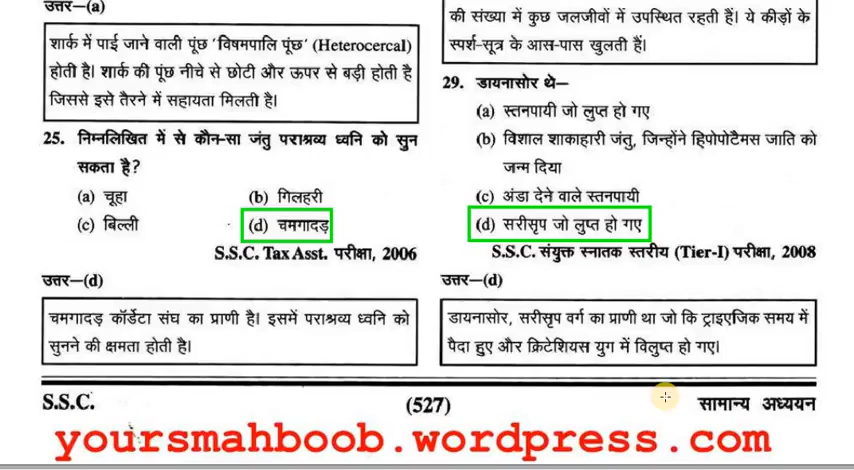 उत्तर–(a)
शार्क में पाई जाने वाली पूंछ 'विषमपालि पूंछ' (Heterocercal)
होती है। शार्क की पूंछ नीचे से छोटी और ऊपर से बड़ी होती है
जिससे इसे तैरने में सहायता मिलती है।
25. निम्नलिखित में से कौन-सा जंतु पराश्रव्य ध्वनि को सुन
सकता है?
(a) चूहा (b) गिलहरी
(c) बिल्ली (d) चमगादड़
S.S.C. Tax Asst. परीक्षा, 2006
उत्तर–(d)
चमगादड़ कॉर्डेटा संघ का प्राणी है। इसमें पराश्रव्य ध्वनि को
सुनने की क्षमता होती है।
की संख्या में कुछ जलजीवों में उपस्थित रहती हैं। ये कीड़ों के
स्पर्श-सूत्र के आस-पास खुलती हैं।
29. डायनासोर थे–
(a) स्तनपायी जो लुप्त हो गए
(b) विशाल शाकाहारी जंतु, जिन्होंने हिपोपोटैमस जाति को
जन्म दिया
(c) अंडा देने वाले स्तनपायी
(d) सरीसृप जो लुप्त हो गए
S.S.C. संयुक्त स्नातक स्तरीय (Tier-I) परीक्षा, 2008
उत्तर–(d)
डायनासोर, सरीसृप वर्ग का प्राणी था जो कि ट्राइएजिक समय में
पैदा हुए और क्रिटेशियस युग में विलुप्त हो गए।
S.S.C. (527) सामान्य अध्ययन
yoursmahboob.wordpress.com